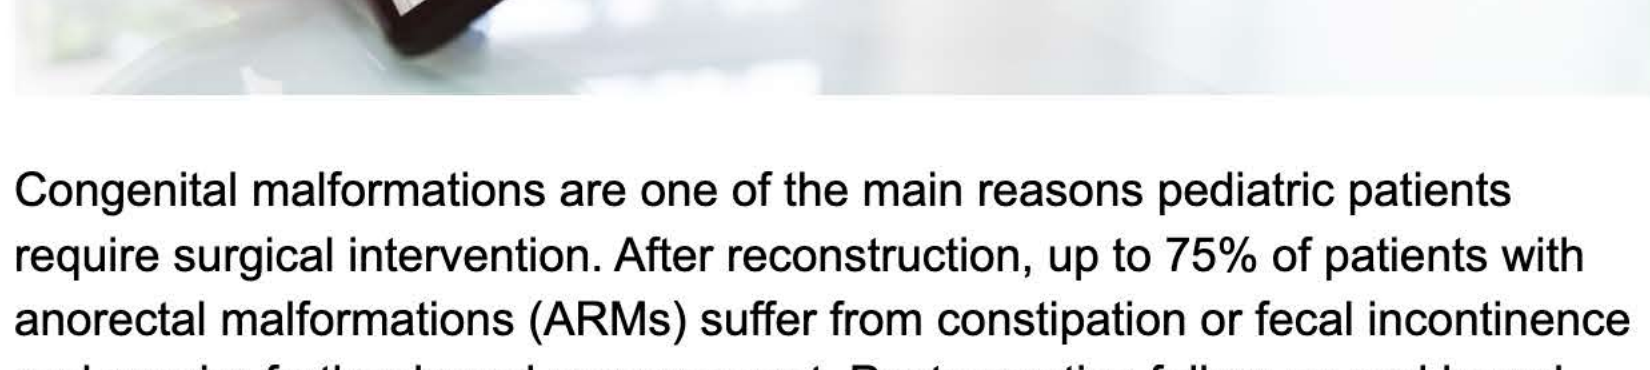 Congenital malformations are one of the main reasons pediatric patients
require surgical intervention. After reconstruction, up to 75% of patients with
anorectal malformations (ARMs) suffer from constipation or fecal incontinence